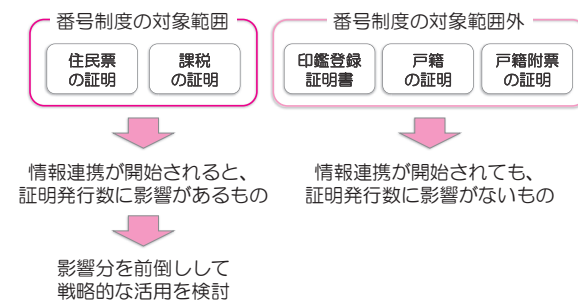 番号制度の対象範囲
住民票
の証明
課税
の証明
番号制度の対象範囲外
印鑑登録
証明書
戸籍
の証明
戸籍附票
の証明
情報連携が開始されると、
証明発行数に影響があるもの
情報連携が開始されても、
証明発行数に影響がないもの
影響分を前倒しして
戦略的な活用を検討